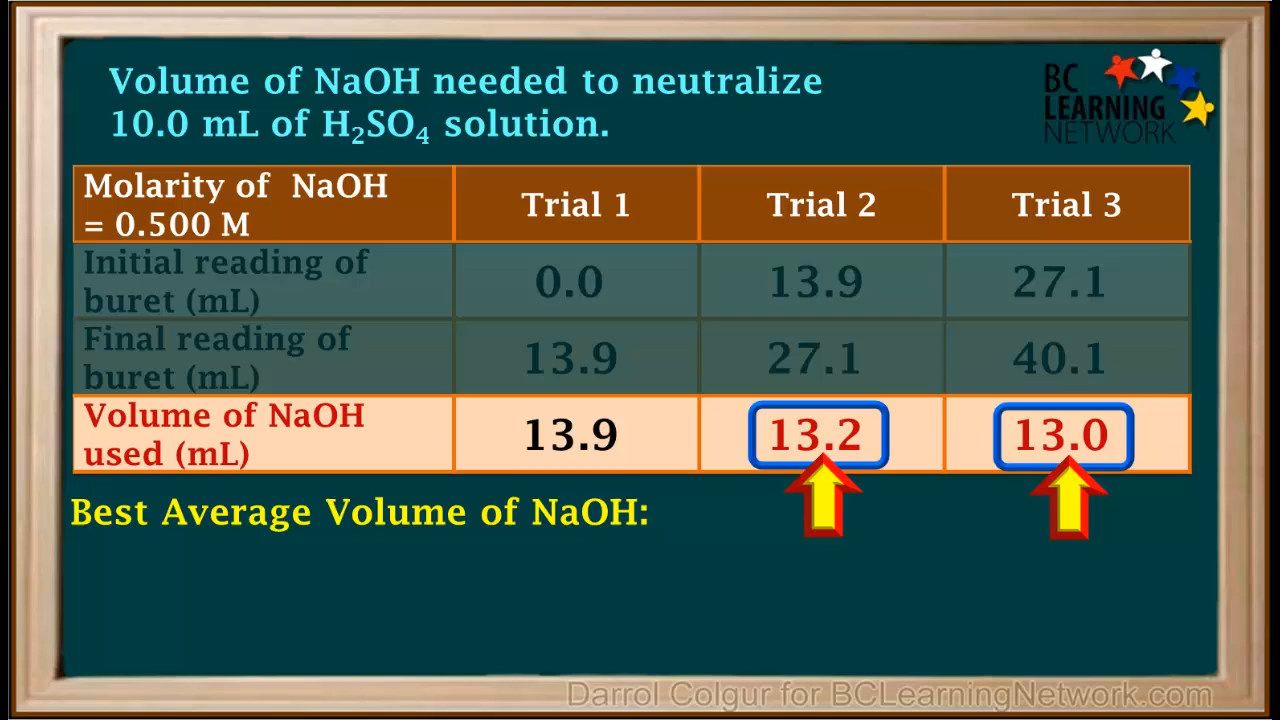 Volume of NaOH needed to neutralize
10.0 mL of H₂SO₄ solution.
BC
LEARNING
NETWORK
Molarity of NaOH
= 0.500 M
Trial 1
Trial 2
Trial 3
Initial reading of
buret (mL)
0.0
13.9
27.1
Final reading of
buret (mL)
13.9
27.1
40.1
Volume of NaOH
used (mL)
13.9
13.2
13.0
Best Average Volume of NaOH:
Darrol Colgur for BCLearningNetwork.com